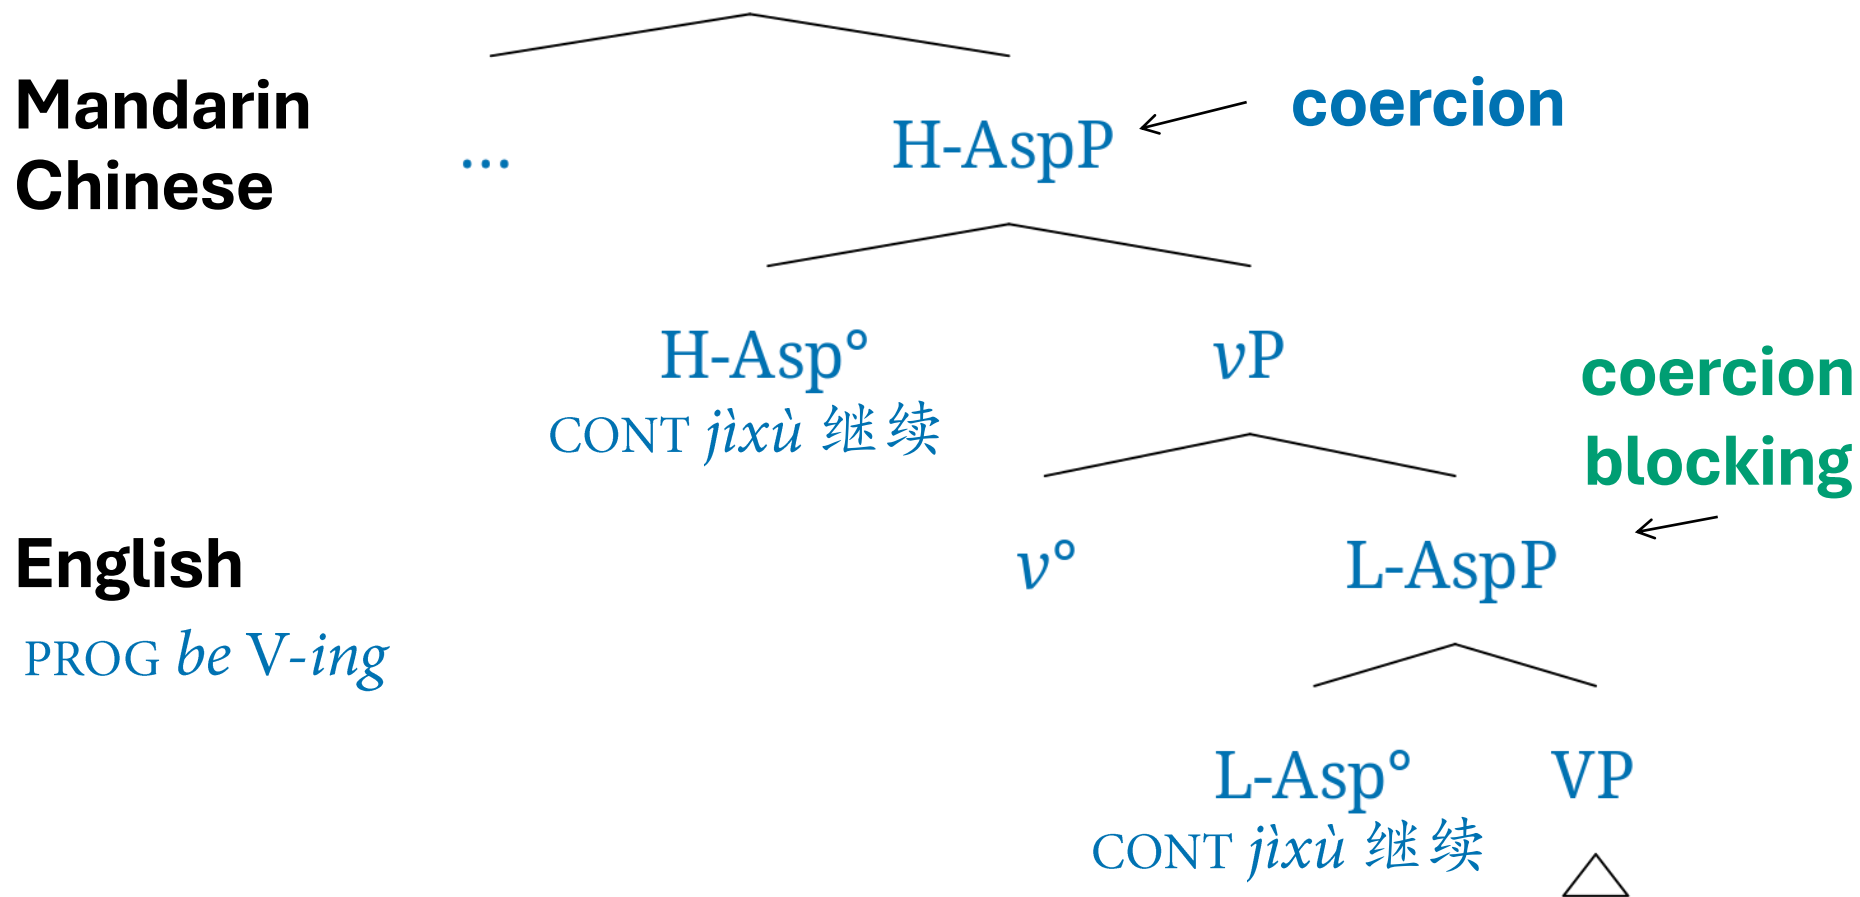 Mandarin
Chinese
coercion
H-AspP
...
H-Asp°
vP
CONT jìxù 继续
coercion
blocking
English
v°
L-AspP
PROG be V-ing
L-Asp°
VP
CONT jìxù 继续